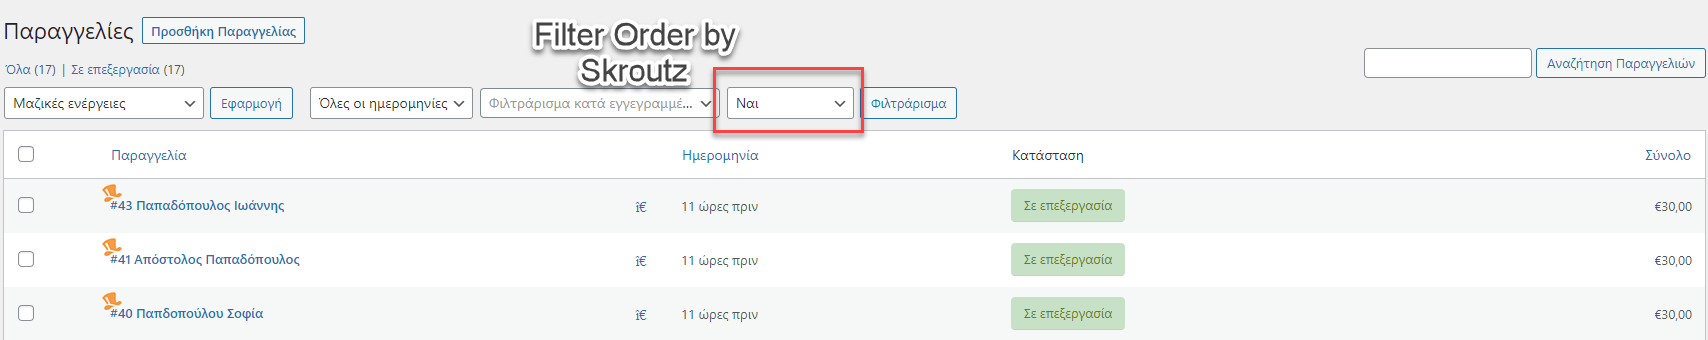 Παραγγελίες Προσθήκη Παραγγελίας
Filter Order by
Skroutz
Όλα (17) | Σε επεξεργασία (17)
Αναζήτηση Παραγγελιών
Μαζικές ενέργειες Εφαρμογή Όλες οι ημερομηνίες Φιλτράρισμα κατά εγγεγραμμέ... Ναι Φιλτράρισμα
Παραγγελία Ημερομηνία Κατάσταση Σύνολο
#43 Παπαδόπουλος Ιωάννης î€ 11 ώρες πριν Σε επεξεργασία €30,00
#41 Απόστολος Παπαδόπουλος î€ 11 ώρες πριν Σε επεξεργασία €30,00
#40 Παπδοπούλου Σοφία î€ 11 ώρες πριν Σε επεξεργασία €30,00